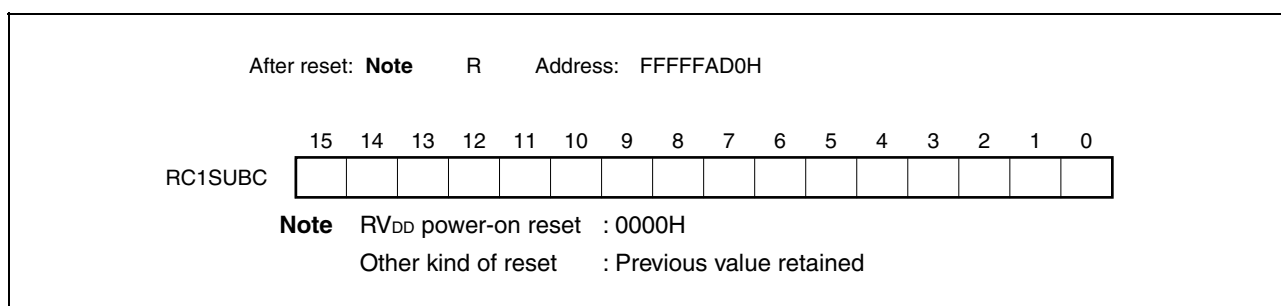 After reset: Note R Address: FFFFFAD0H
15 14 13 12 11 10 9 8 7 6 5 4 3 2 1 0
RC1SUBC
Note RVDD power-on reset : 0000H
Other kind of reset : Previous value retained